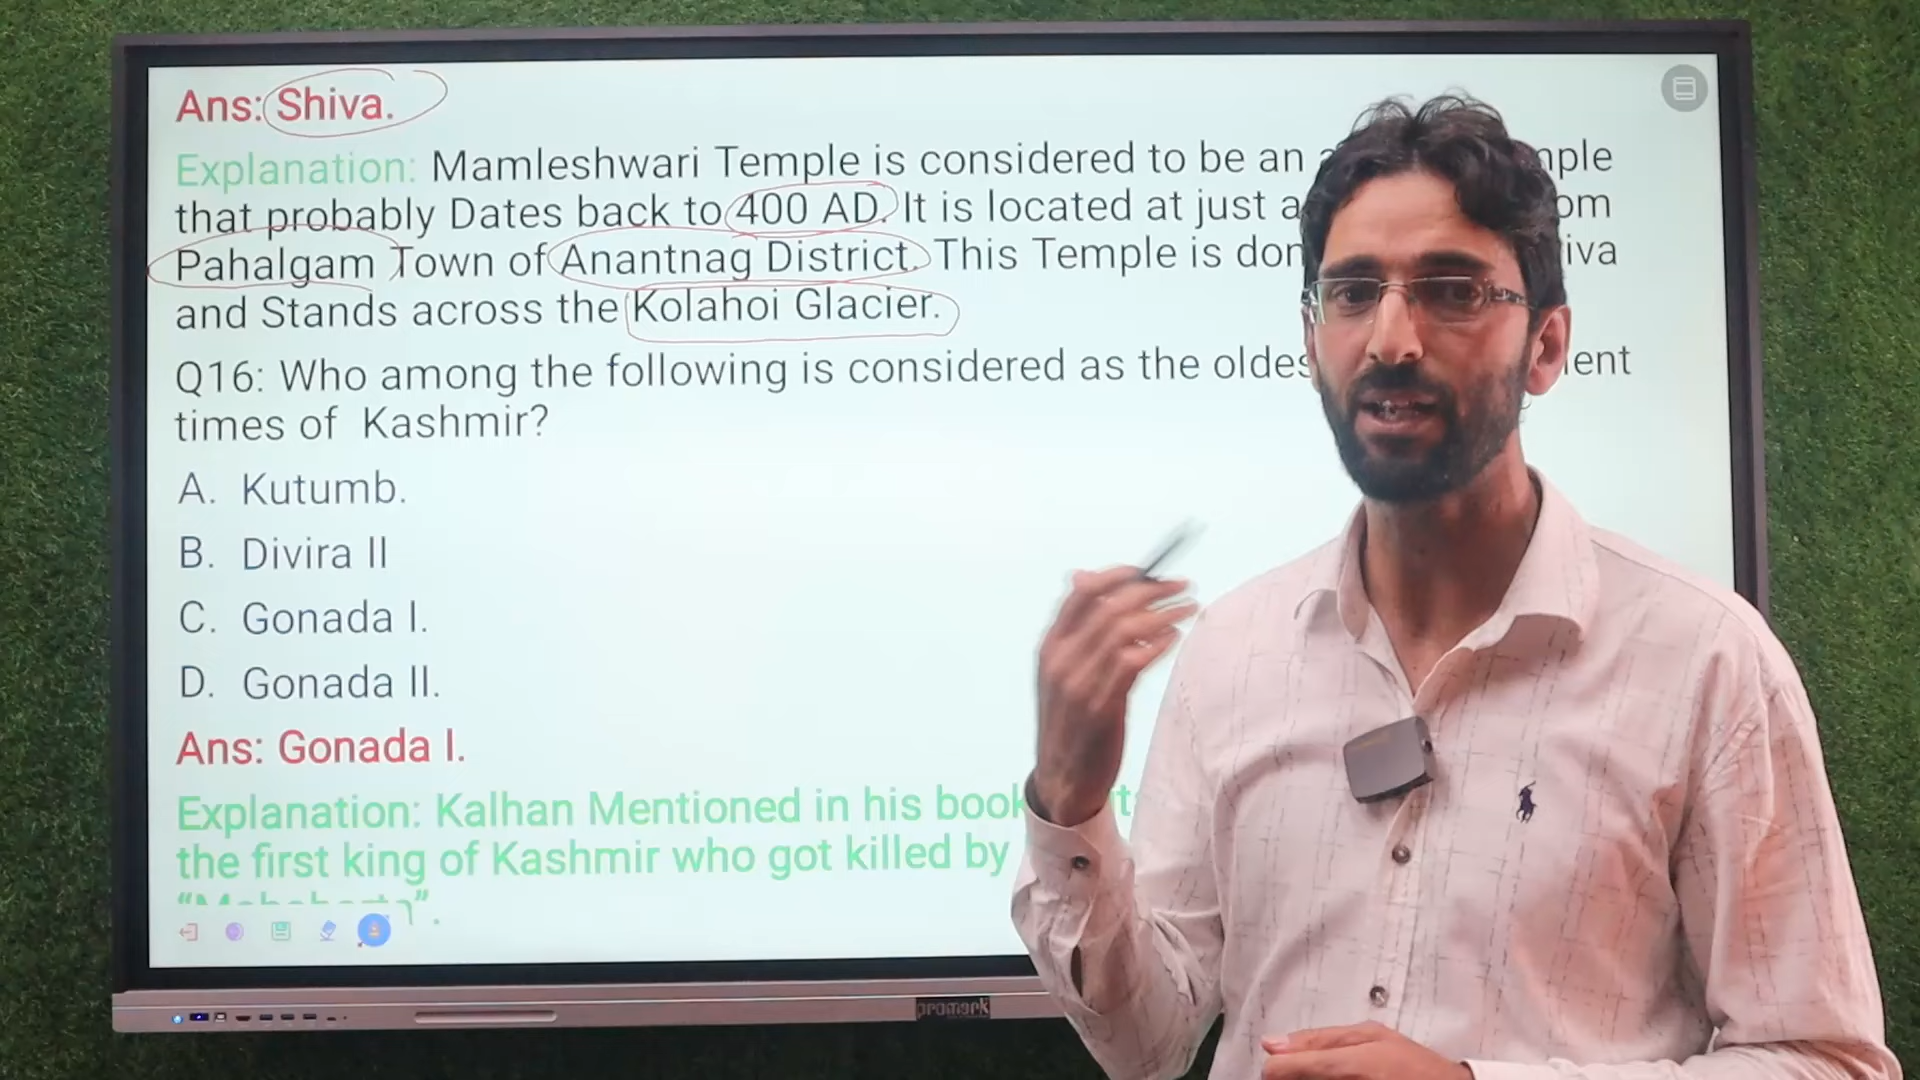 Ans: Shiva.
Explanation: Mamleshwari Temple is considered to be an
that probably Dates back to 400 AD. It is located at just a
Pahalgam Town of Anantnag District. This Temple is
and Stands across the Kolahoi Glacier.
Q16: Who among the following is considered as the
times of Kashmir?
A. Kutumb.
B. Divira II
C. Gonada I.
D. Gonada II.
Ans: Gonada I.
Explanation: Kalhan Mentioned in his book
the first king of Kashmir who got killed by
promark